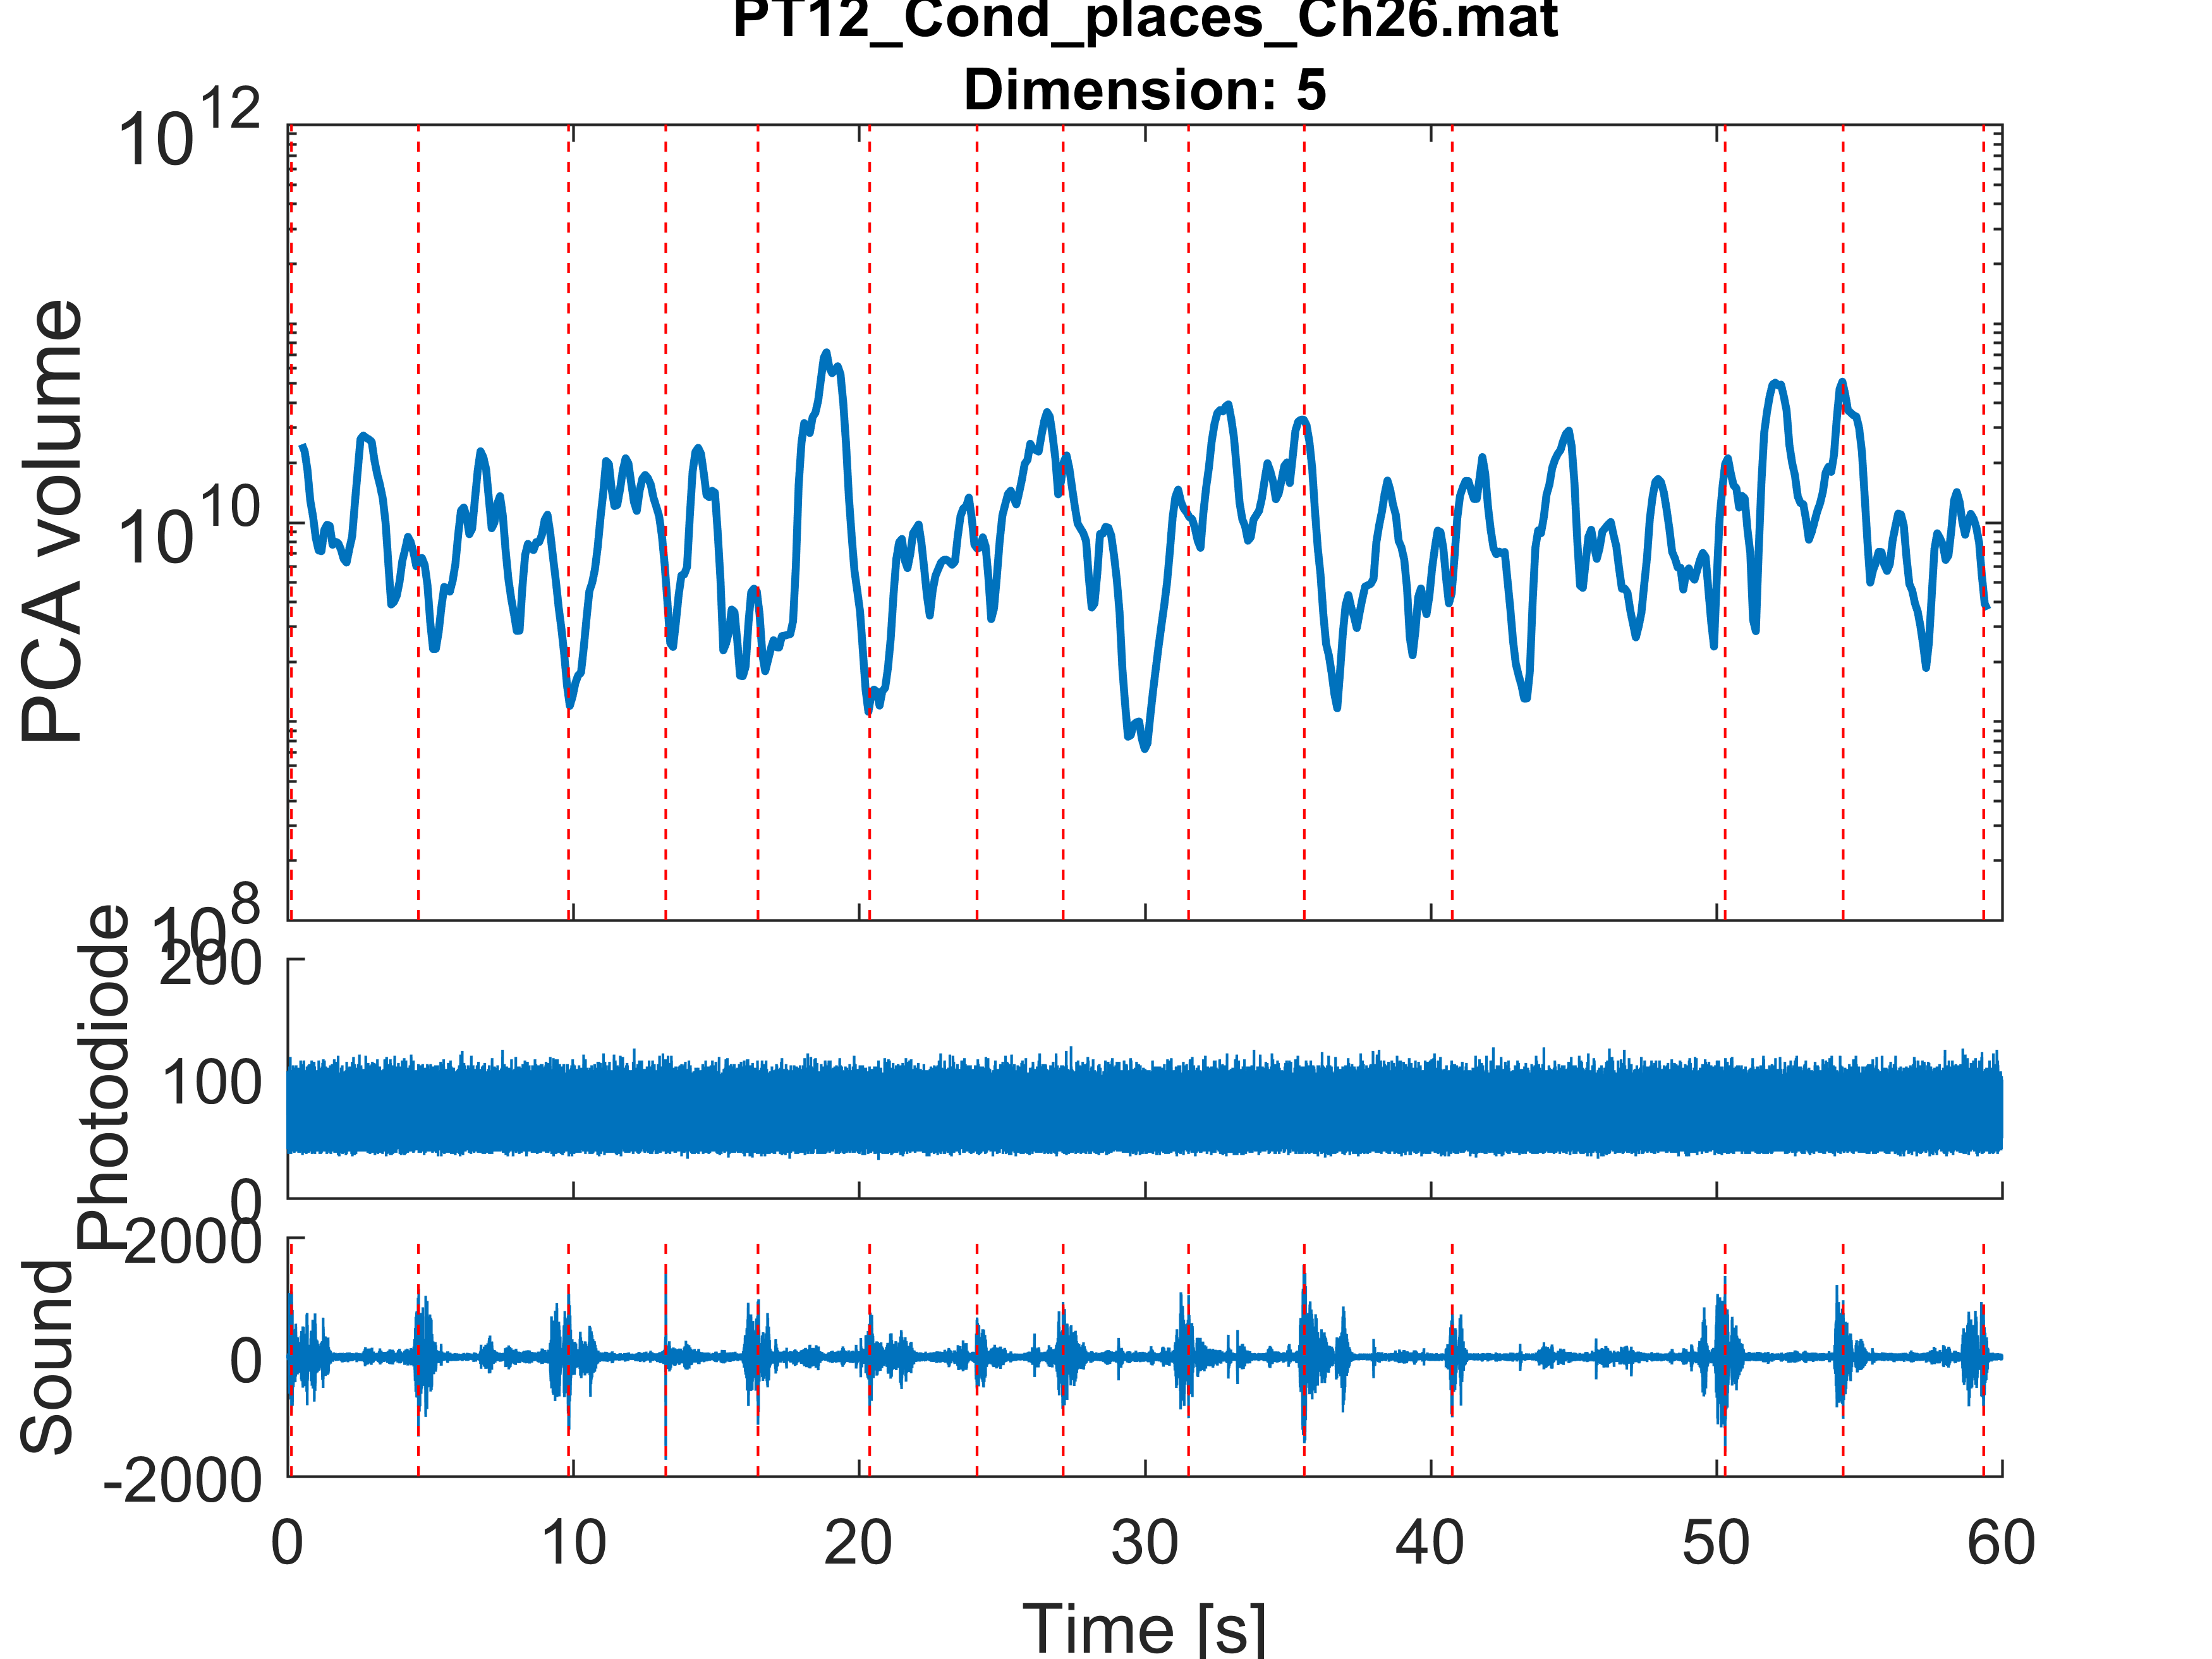 PT12_Cond_places_Ch26.mat
Dimension: 5
10^12
10^10
10^8
PCA volume
200
100
0
Photodiode
2000
0
-2000
Sound
0 10 20 30 40 50 60
Time [s]